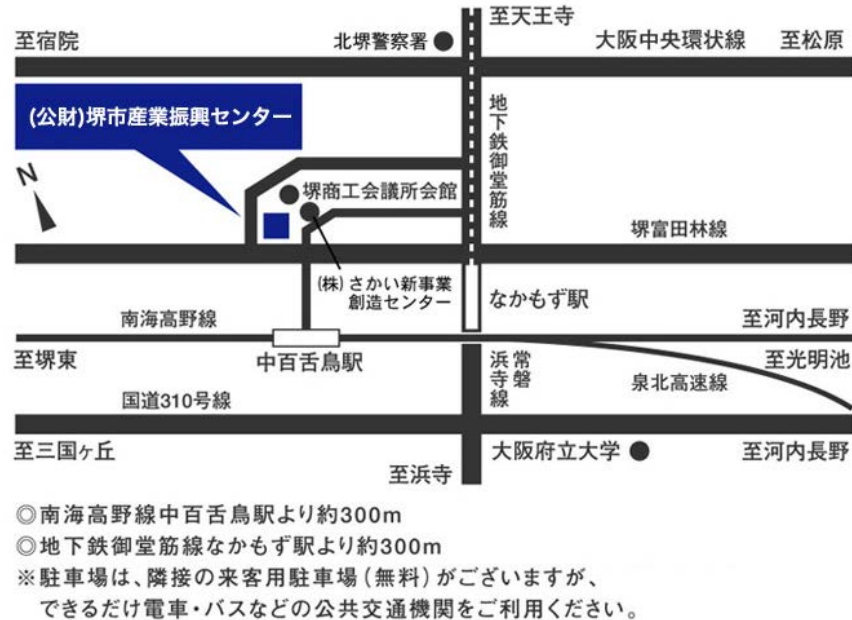 至天王寺
至宿院
北堺警察署
大阪中央環状線
至松原
(公財)堺市産業振興センター
地下鉄御堂筋線
N
堺商工会議所会館
堺富田林線
(株)さかい新事業
創造センター
なかもず駅
南海高野線
至河内長野
至堺東
中百舌鳥駅
常磐
浜寺線
至光明池
泉北高速線
国道310号線
至三国ヶ丘
至浜寺
大阪府立大学
至河内長野
◎南海高野線中百舌鳥駅より約300m
◎地下鉄御堂筋線なかもず駅より約300m
※駐車場は、隣接の来客用駐車場(無料)がございますが、
できるだけ電車・バスなどの公共交通機関をご利用ください。